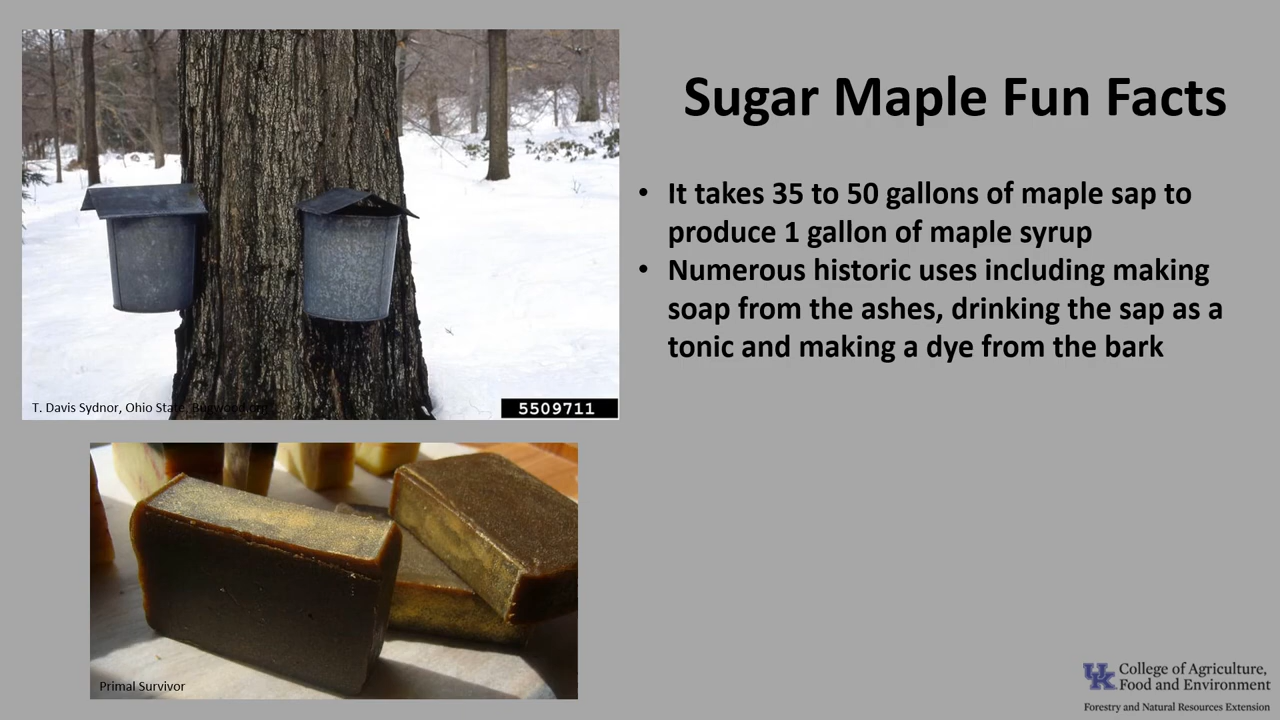 Sugar Maple Fun Facts
• It takes 35 to 50 gallons of maple sap to
produce 1 gallon of maple syrup
• Numerous historic uses including making
soap from the ashes, drinking the sap as a
tonic and making a dye from the bark
T. Davis Sydnor, Ohio State, Bugwood.org
5509711
Primal Survivor
UK College of Agriculture,
Food and Environment
Forestry and Natural Resources Extension